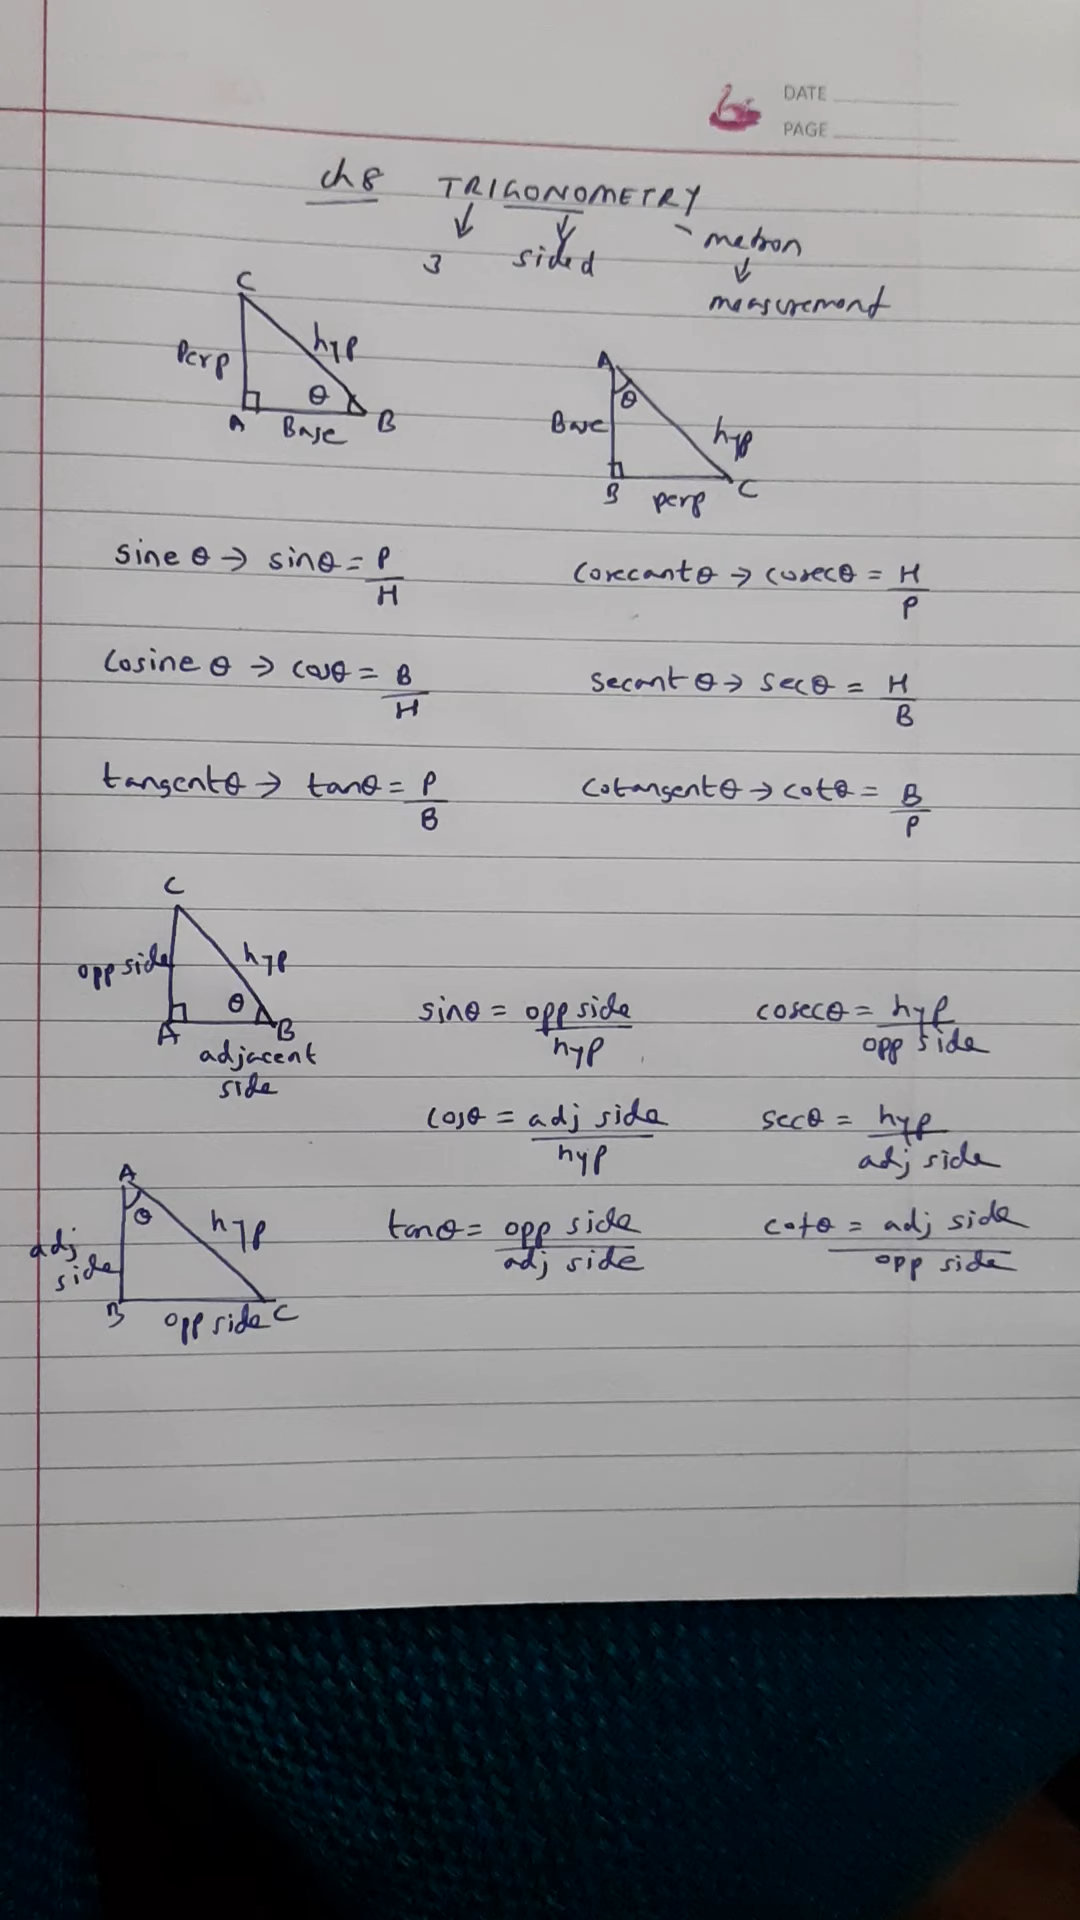 DATE
PAGE
ch 8 TRIGONOMETRY
3 sided - metron
measurement
C
Perp hyp
θ
A Base B
A
θ
Base hyp
B perp C
sine θ → sinθ = P/H cosecant θ → cosecθ = H/P
cosine θ → cosθ = B/H secant θ → secθ = H/B
tangent θ → tanθ = P/B cotangent θ → cotθ = B/P
C
opp side hyp
θ
A B
adjacent
side
sinθ = opp side/hyp cosecθ = hyp/opp side
cosθ = adj side/hyp secθ = hyp/adj side
A
θ
adj
side
hyp
B opp side C
tanθ = opp side/adj side cotθ = adj side/opp side